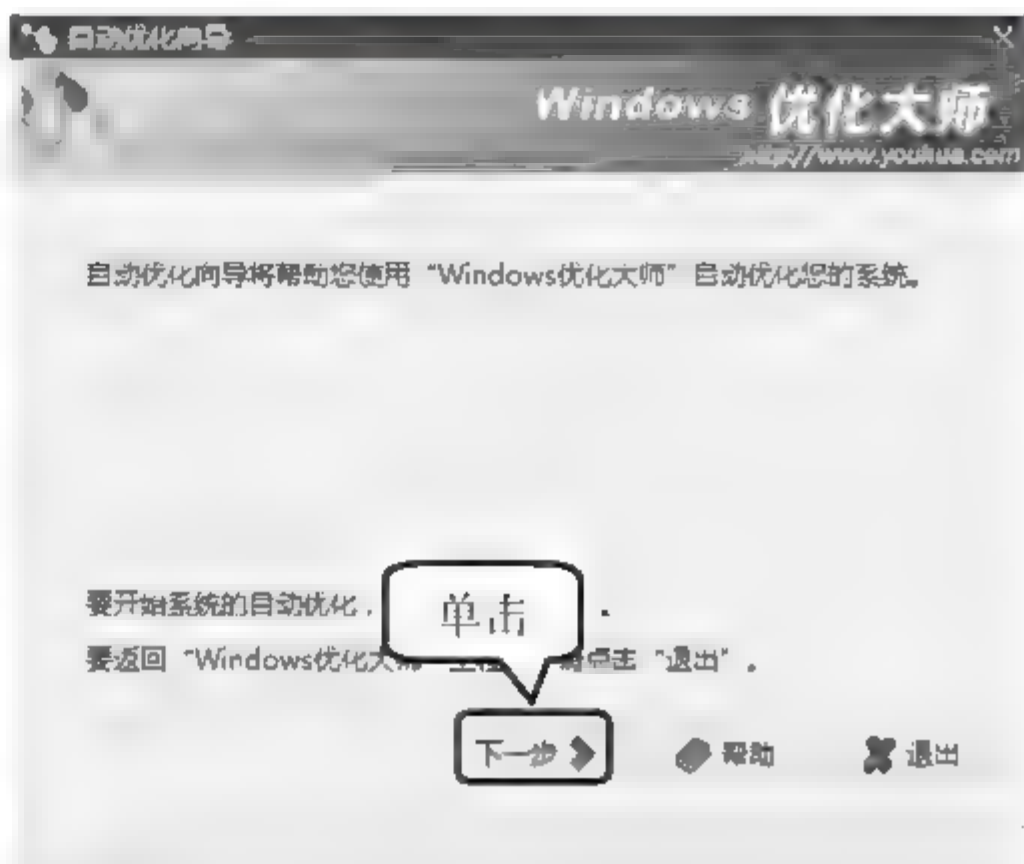 自动优化向导
Windows 优化大师
http://www.youhua.com
自动优化向导将帮助您使用“Windows优化大师”自动优化您的系统。
要开始系统的自动优化，
单击
要返回“Windows优化大师” 请点击“退出”。
下一步
帮助
退出